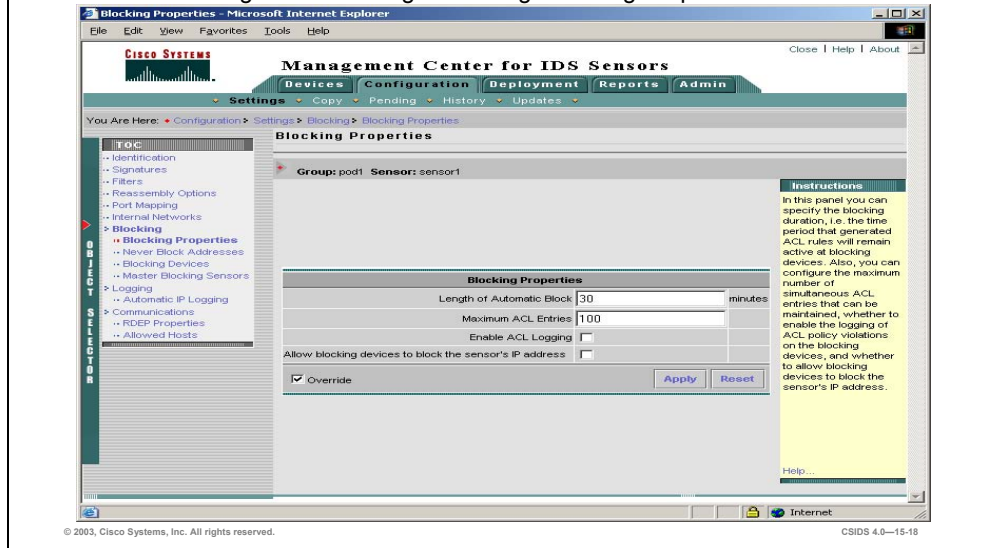 Blocking Properties - Microsoft Internet Explorer
File Edit View Favorites Tools Help
Cisco Systems
Close | Help | About
Management Center for IDS Sensors
Devices Configuration Deployment Reports Admin
Settings Copy Pending History Updates
You Are Here: Configuration > Settings > Blocking > Blocking Properties
TOC
Identification
Signatures
Filters
Reassembly Options
Port Mapping
Internal Networks
Blocking
Blocking Properties
Never Block Addresses
Blocking Devices
Master Blocking Sensors
Logging
Automatic IP Logging
Communications
RDEP Properties
Allowed Hosts
OBJECT SELECTOR
Blocking Properties
Group: pod1 Sensor: sensor1
Blocking Properties
Length of Automatic Block 30 minutes
Maximum ACL Entries 100
Enable ACL Logging
Allow blocking devices to block the sensor's IP address
Override Apply Reset
Instructions
In this panel you can
specify the blocking
duration, i.e. the time
period that generated
ACL rules will remain
active at blocking
devices. Also, you can
configure the maximum
number of
simultaneous ACL
entries that can be
maintained, whether to
enable the logging of
ACL policy violations
on the blocking
devices, and whether
to allow blocking
devices to block the
sensor's IP address.
Help...
Internet
© 2003, Cisco Systems, Inc. All rights reserved.
CSIDS 4.0—15-18